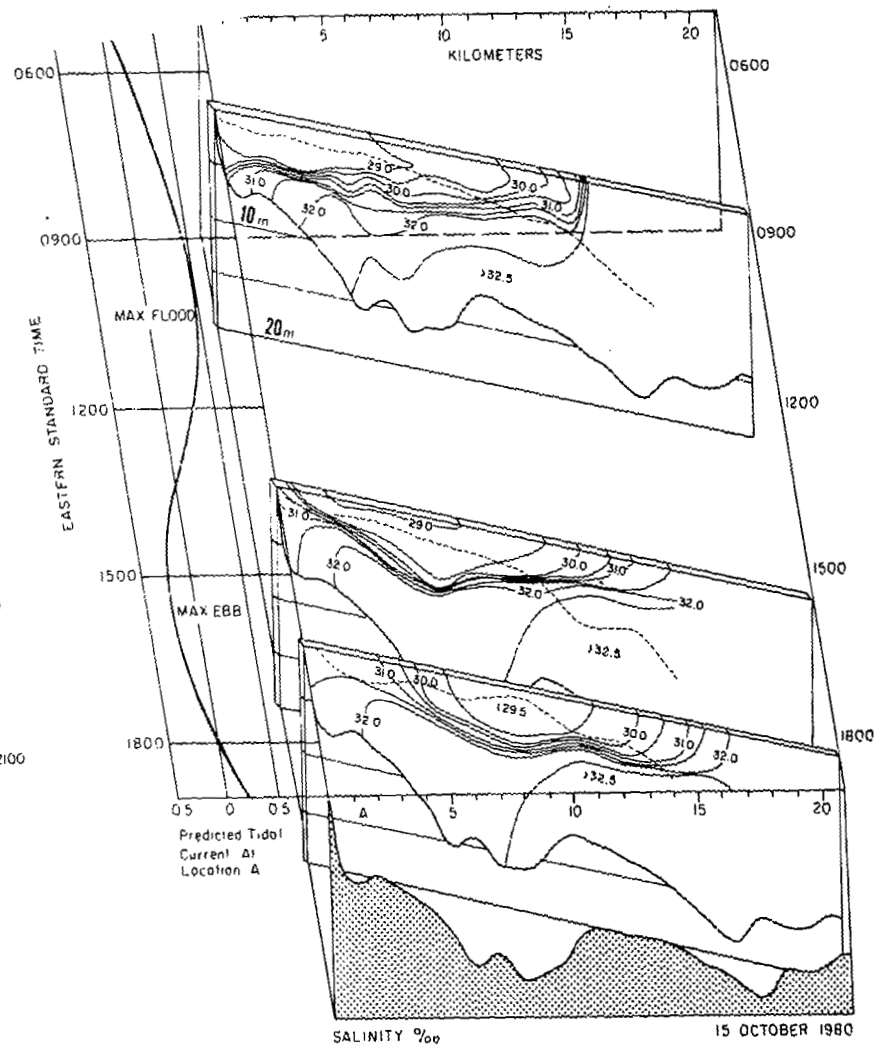 5 10 15 20
KILOMETERS
0600
0600
29.0
31.0
30.0
30.0
32.0
31.0
10m
32.0
0900
0900
>32.5
MAX FLOOD
20m
EASTERN STANDARD TIME
1200
1200
31.0
29.0
30.0
31.0
32.0
32.0
32.0
1500
1500
MAX EBB
>32.5
31.0
30.0
29.5
32.0
30.0
31.0
32.0
>32.5
1800
1800
2100
0.5 0 0.5 A 5 10 15 20
Predicted Tidal
Current At
Location A
SALINITY ‰ 15 OCTOBER 1980